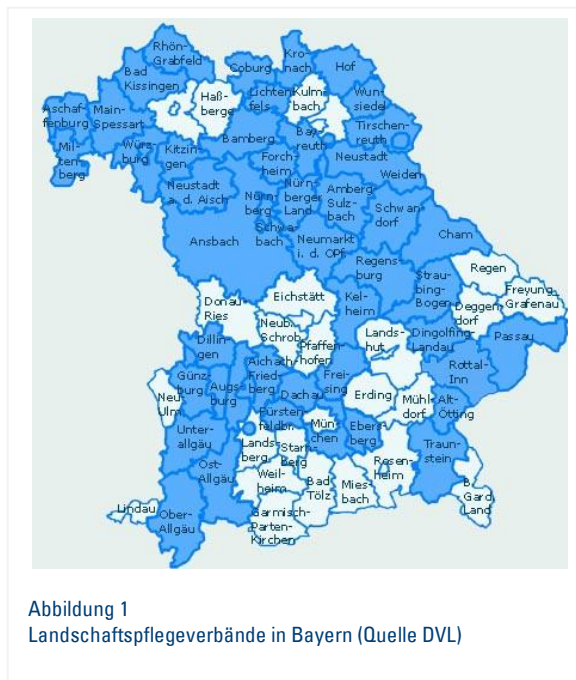 Rhön-
Grabfeld
Bad
Kissingen
Coburg
Kro-
nach
Hof
Lichten
fels
Kulm-
bach
Wun-
siedel
Haß-
berge
Aschaf-
fenburg
Main-
Spessart
Mil-
ten-
berg
Würz-
burg
Kitzin-
gen
Bamberg
Bay-
reuth
Tirschen-
reuth
Neustadt
a. d. Aisch
Forch-
heim
Neustadt
Weiden
Nürn-
berg
Nürn-
berger
Land
Amberg
Sulz-
bach
Schwan-
dorf
Ansbach
Schwa-
bach
Neumarkt
i. d. OPf.
Cham
Regens-
burg
Regen
Strau-
bing-
Bogen
Freyung
Grafenau
Deggen-
dorf
Donau-
Ries
Eichstätt
Kel-
heim
Neubg.
Schrob.
Pfaffen-
hofen
Lands-
hut
Dingolfing
Landau
Passau
Dillin-
gen
Aichach
Fried-
berg
Frei-
sing
Rottal-
Inn
Günz-
burg
Augs-
burg
Dachau
Erding
Mühl-
dorf
Alt-
Ötting
Neu
Ulm
Fürsten-
feldbr.
Mün-
chen
Ebers-
berg
Unter-
allgäu
Lands
berg
Starn-
Berg
Traun-
stein
Rosen-
heim
Ost-
Allgäu
Weil-
heim
Bad
Tölz
Mies-
bach
B.
Gard.
Land
Lindau
Ober-
Allgäu
Garmisch-
Parten-
Kirchen
Abbildung 1
Landschaftspflegeverbände in Bayern (Quelle DVL)